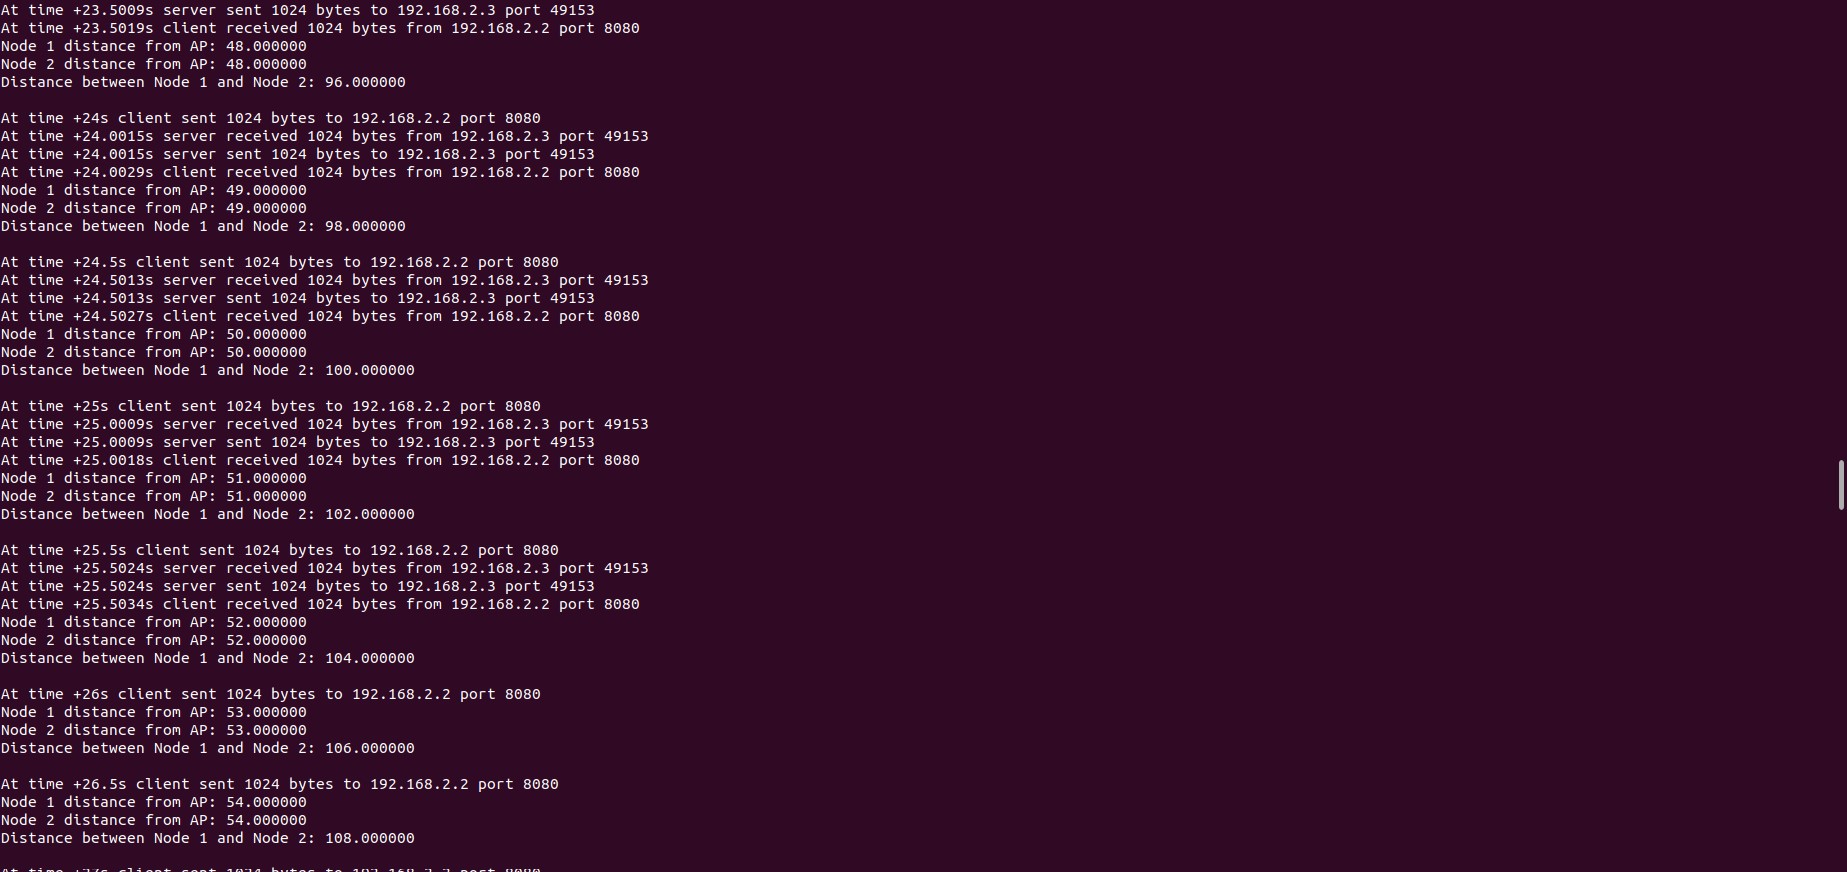 At time +23.5009s server sent 1024 bytes to 192.168.2.3 port 49153
At time +23.5019s client received 1024 bytes from 192.168.2.2 port 8080
Node 1 distance from AP: 48.000000
Node 2 distance from AP: 48.000000
Distance between Node 1 and Node 2: 96.000000
At time +24s client sent 1024 bytes to 192.168.2.2 port 8080
At time +24.0015s server received 1024 bytes from 192.168.2.3 port 49153
At time +24.0015s server sent 1024 bytes to 192.168.2.3 port 49153
At time +24.0029s client received 1024 bytes from 192.168.2.2 port 8080
Node 1 distance from AP: 49.000000
Node 2 distance from AP: 49.000000
Distance between Node 1 and Node 2: 98.000000
At time +24.5s client sent 1024 bytes to 192.168.2.2 port 8080
At time +24.5013s server received 1024 bytes from 192.168.2.3 port 49153
At time +24.5013s server sent 1024 bytes to 192.168.2.3 port 49153
At time +24.5027s client received 1024 bytes from 192.168.2.2 port 8080
Node 1 distance from AP: 50.000000
Node 2 distance from AP: 50.000000
Distance between Node 1 and Node 2: 100.000000
At time +25s client sent 1024 bytes to 192.168.2.2 port 8080
At time +25.0009s server received 1024 bytes from 192.168.2.3 port 49153
At time +25.0009s server sent 1024 bytes to 192.168.2.3 port 49153
At time +25.0018s client received 1024 bytes from 192.168.2.2 port 8080
Node 1 distance from AP: 51.000000
Node 2 distance from AP: 51.000000
Distance between Node 1 and Node 2: 102.000000
At time +25.5s client sent 1024 bytes to 192.168.2.2 port 8080
At time +25.5024s server received 1024 bytes from 192.168.2.3 port 49153
At time +25.5024s server sent 1024 bytes to 192.168.2.3 port 49153
At time +25.5034s client received 1024 bytes from 192.168.2.2 port 8080
Node 1 distance from AP: 52.000000
Node 2 distance from AP: 52.000000
Distance between Node 1 and Node 2: 104.000000
At time +26s client sent 1024 bytes to 192.168.2.2 port 8080
Node 1 distance from AP: 53.000000
Node 2 distance from AP: 53.000000
Distance between Node 1 and Node 2: 106.000000
At time +26.5s client sent 1024 bytes to 192.168.2.2 port 8080
Node 1 distance from AP: 54.000000
Node 2 distance from AP: 54.000000
Distance between Node 1 and Node 2: 108.000000